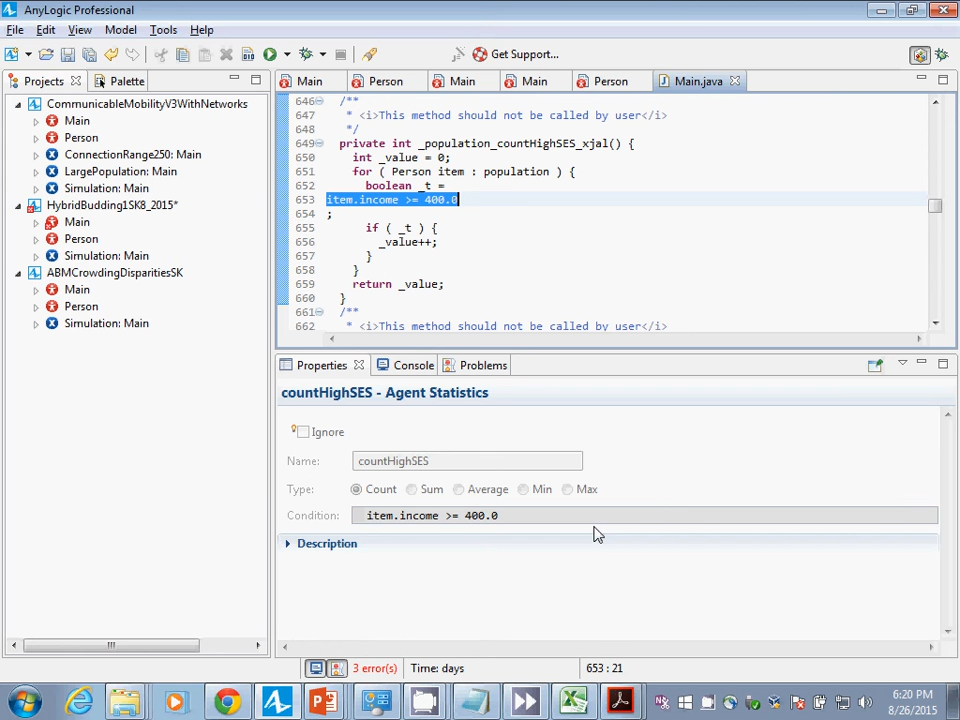 AnyLogic Professional
File Edit View Model Tools Help
Get Support...
Projects Palette
CommunicableMobilityV3WithNetworks
Main
Person
ConnectionRange250: Main
LargePopulation: Main
Simulation: Main
HybridBudding1SK8_2015*
Main
Person
Simulation: Main
ABMCrowdingDisparitiesSK
Main
Person
Simulation: Main
Main Person Main Main Person Main.java
646 /**
647 * <i>This method should not be called by user</i>
648 */
649 private int _population_countHighSES_xjal() {
650 int _value = 0;
651 for ( Person item : population ) {
652 boolean _t =
653 item.income >= 400.0
654 ;
655 if ( _t ) {
656 _value++;
657 }
658 }
659 return _value;
660 }
661 /**
662 * <i>This method should not be called by user</i>
Properties Console Problems
countHighSES - Agent Statistics
Ignore
Name: countHighSES
Type: Count Sum Average Min Max
Condition: item.income >= 400.0
Description
3 error(s) Time: days 653 : 21
6:20 PM
8/26/2015